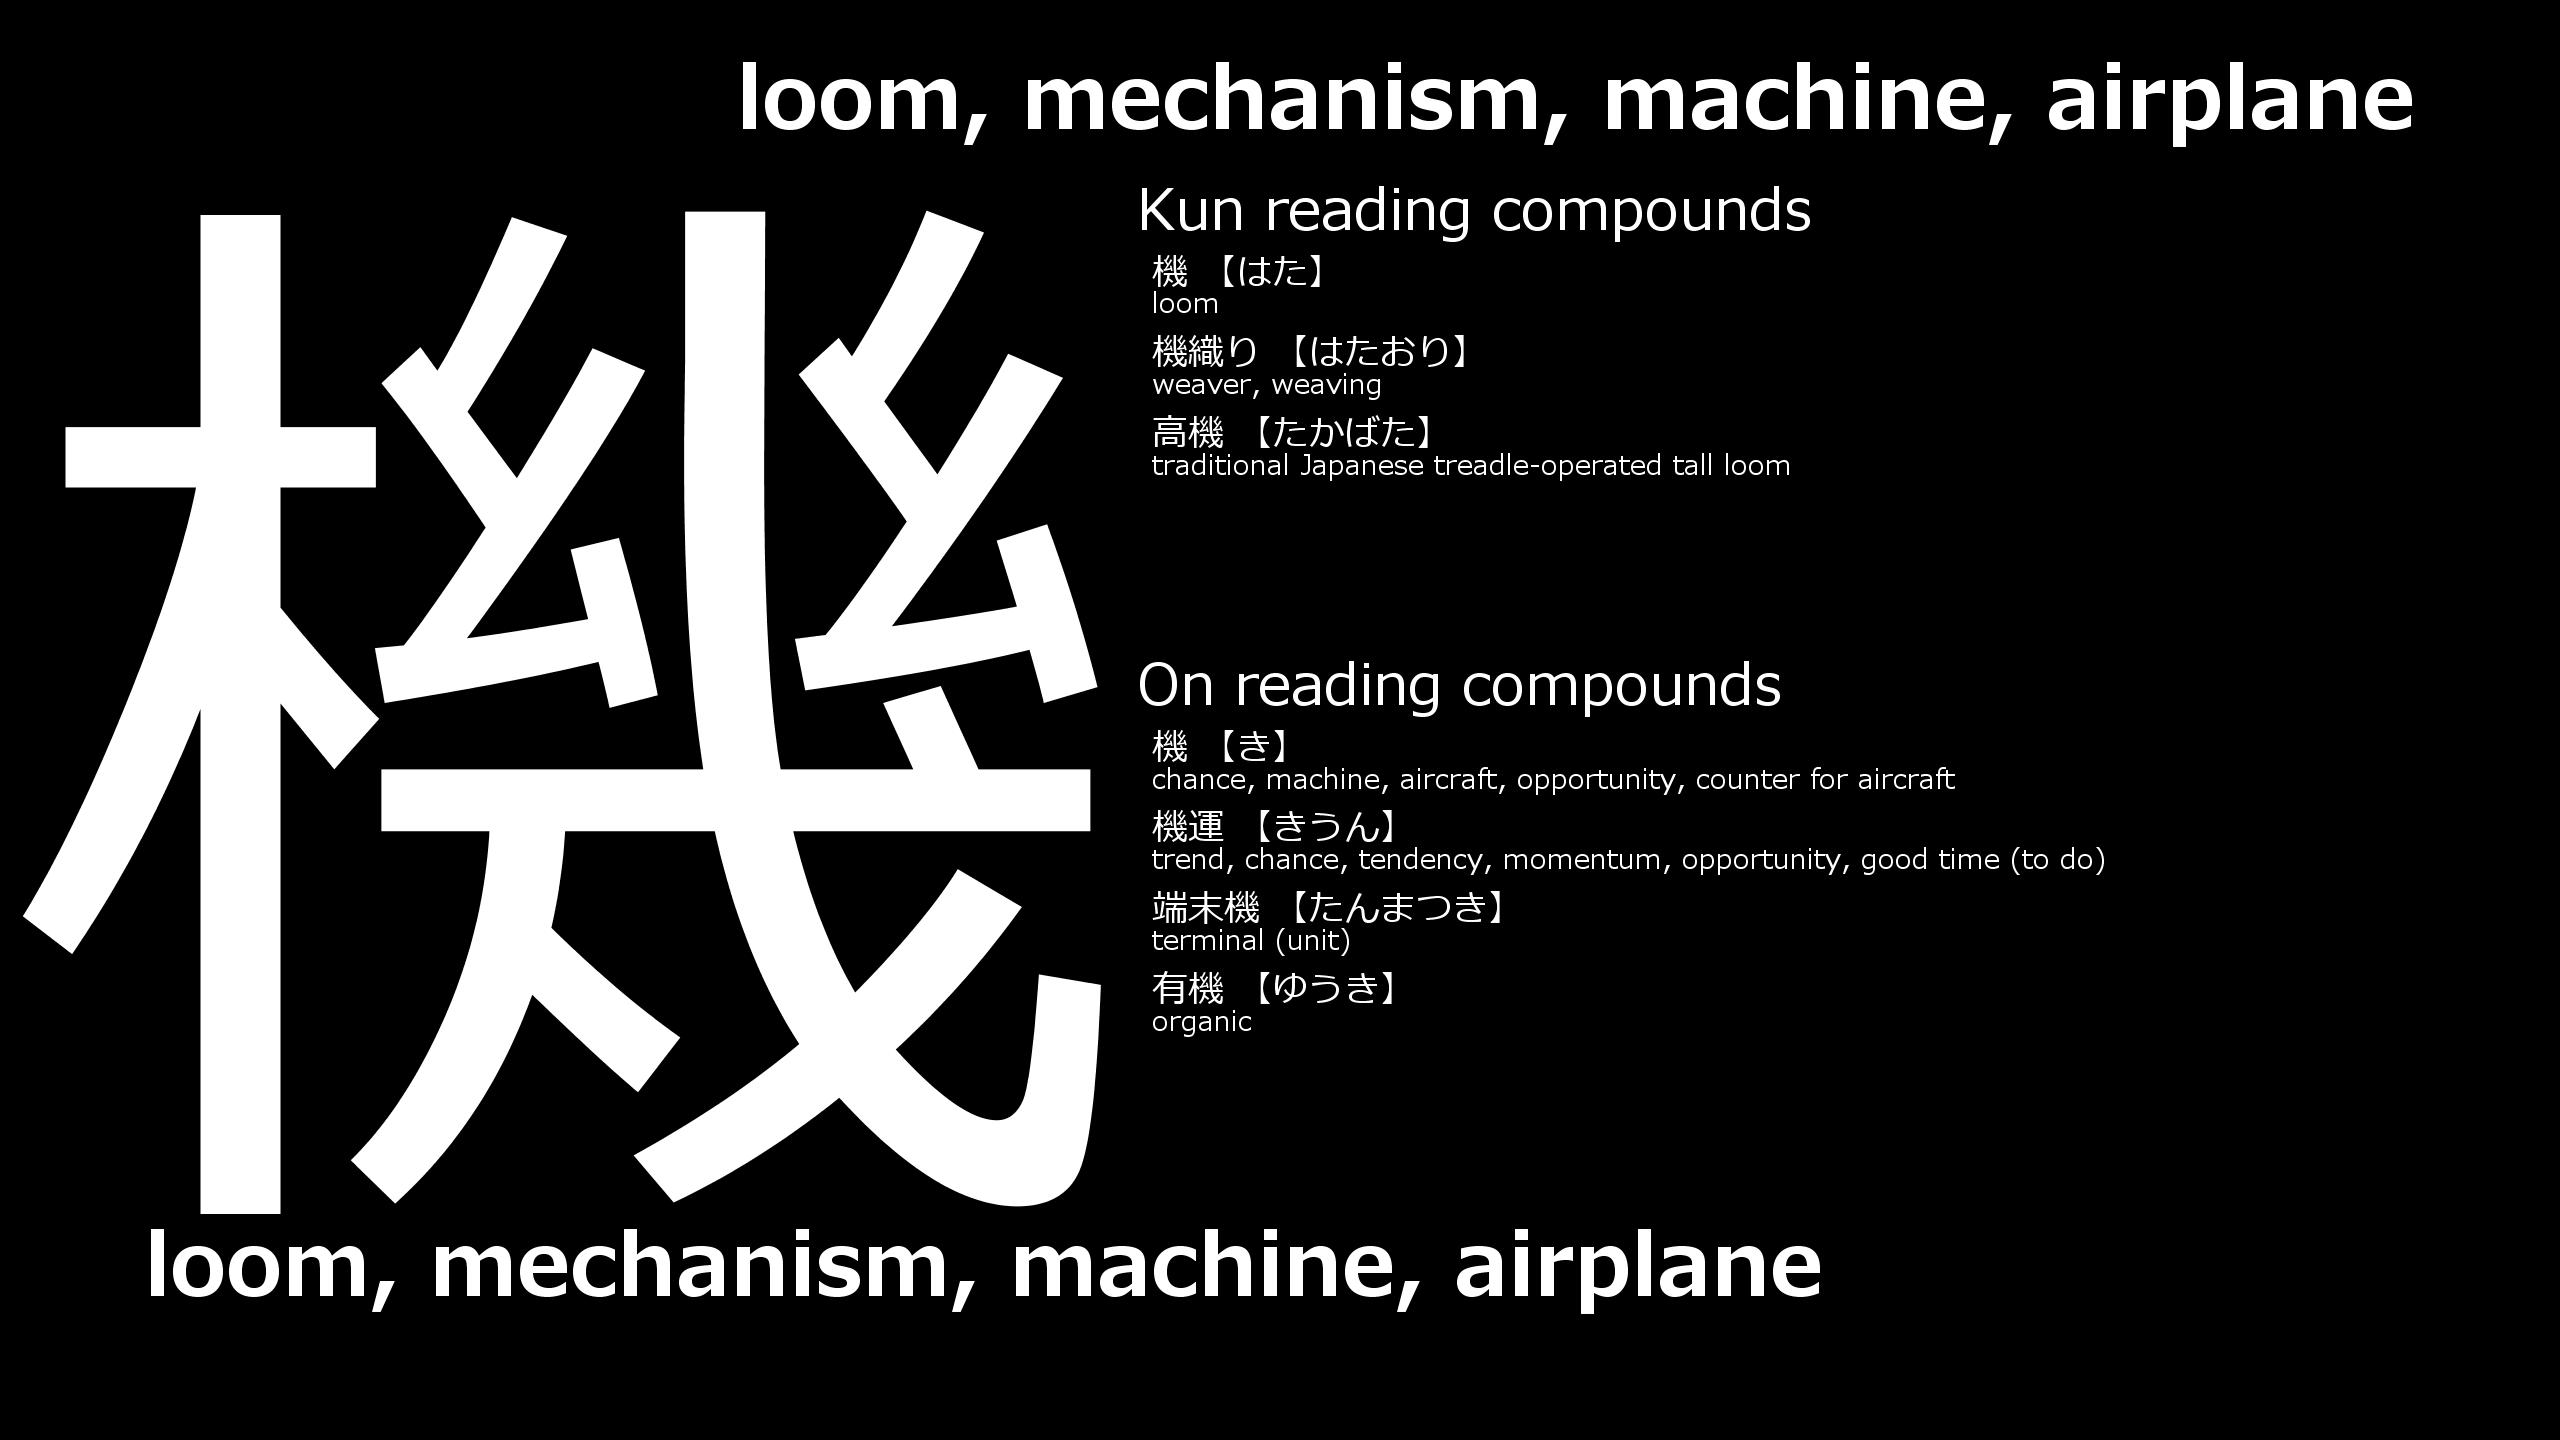 loom, mechanism, machine, airplane
機
Kun reading compounds
機 【はた】
loom
機織り 【はたおり】
weaver, weaving
高機 【たかばた】
traditional Japanese treadle-operated tall loom
On reading compounds
機 【き】
chance, machine, aircraft, opportunity, counter for aircraft
機運 【きうん】
trend, chance, tendency, momentum, opportunity, good time (to do)
端末機 【たんまつき】
terminal (unit)
有機 【ゆうき】
organic
loom, mechanism, machine, airplane